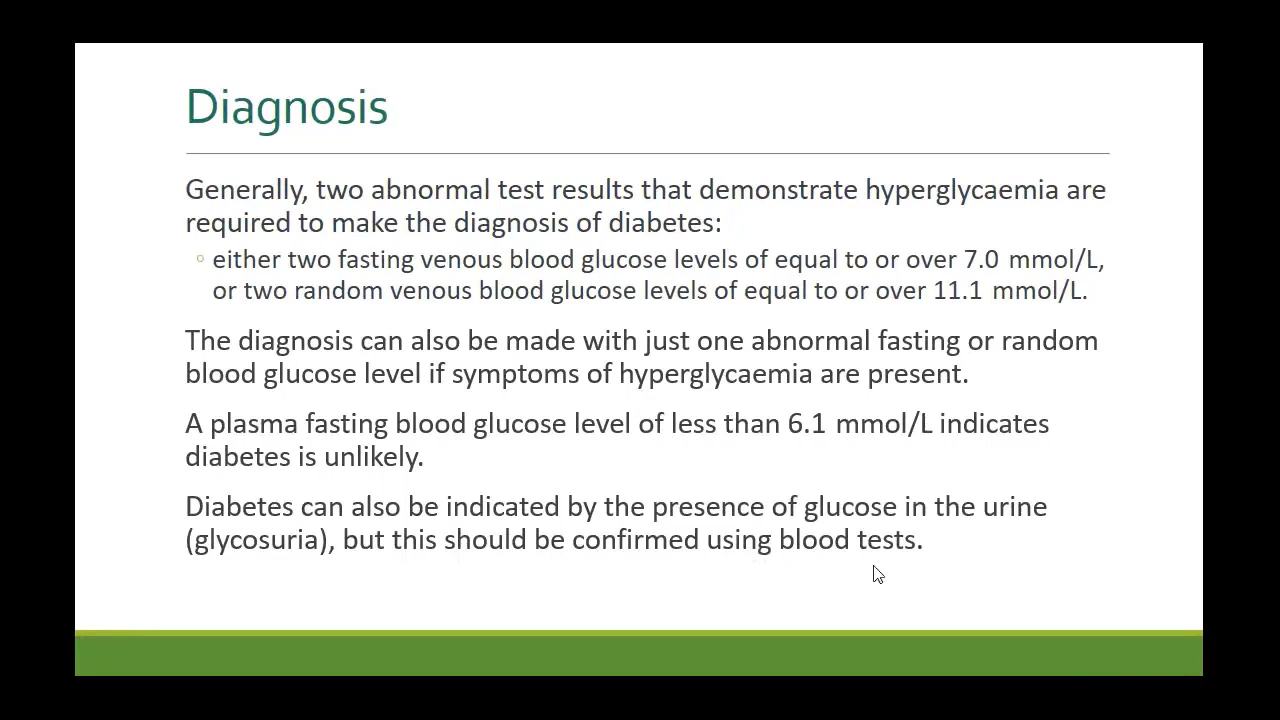 Diagnosis
Generally, two abnormal test results that demonstrate hyperglycaemia are
required to make the diagnosis of diabetes:
◦ either two fasting venous blood glucose levels of equal to or over 7.0 mmol/L,
or two random venous blood glucose levels of equal to or over 11.1 mmol/L.
The diagnosis can also be made with just one abnormal fasting or random
blood glucose level if symptoms of hyperglycaemia are present.
A plasma fasting blood glucose level of less than 6.1 mmol/L indicates
diabetes is unlikely.
Diabetes can also be indicated by the presence of glucose in the urine
(glycosuria), but this should be confirmed using blood tests.